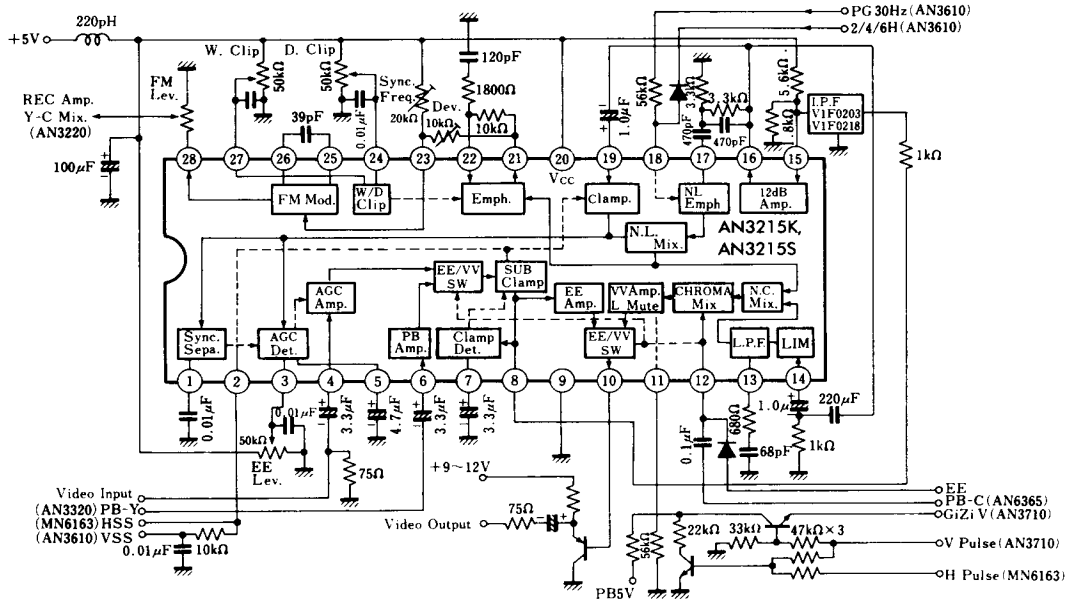 220pH
+5V
W. Clip
D. Clip
120pF
PG30Hz(AN3610)
2/4/6H(AN3610)
REC Amp.
Y-C Mix.
(AN3220)
FM
Lev.
50kΩ
50kΩ
Sync.
Freq.
20kΩ
Dev.
10kΩ
1800Ω
10kΩ
1.0μF
56kΩ
3.3kΩ
5.6kΩ
470pF
470pF
I.P.F
V1F0203
V1F0218
1kΩ
100μF
39pF
0.01μF
28
27
26
25
24
23
22
21
20
19
18
17
16
15
VCC
FM Mod.
W/D
Clip
Emph.
Clamp.
NL
Emph
12dB
Amp.
N.L.
Mix.
AN3215K,
AN3215S
AGC
Amp.
EE/VV
SW
SUB
Clamp
EE
Amp.
VVAmp.
L Mute
CHROMA
Mix
N.C.
Mix.
Sync.
Sepa.
AGC
Det.
PB
Amp.
Clamp
Det.
EE/VV
SW
L.P.F.
LIM
1
2
3
4
5
6
7
8
9
10
11
12
13
14
0.01μF
0.01μF
50kΩ
EE
Lev.
3.3μF
4.7μF
3.3μF
3.3μF
75Ω
0.1μF
680Ω
68pF
1.0μ
1kΩ
220μF
Video Input
(AN3320) PB-Y
(MN6163) HSS
(AN3610) VSS
0.01μF
10kΩ
+9~12V
Video Output
75Ω
PB5V
56kΩ
22kΩ
33kΩ
47kΩ×3
EE
PB-C(AN6365)
GiZiV(AN3710)
V Pulse(AN3710)
H Pulse(MN6163)